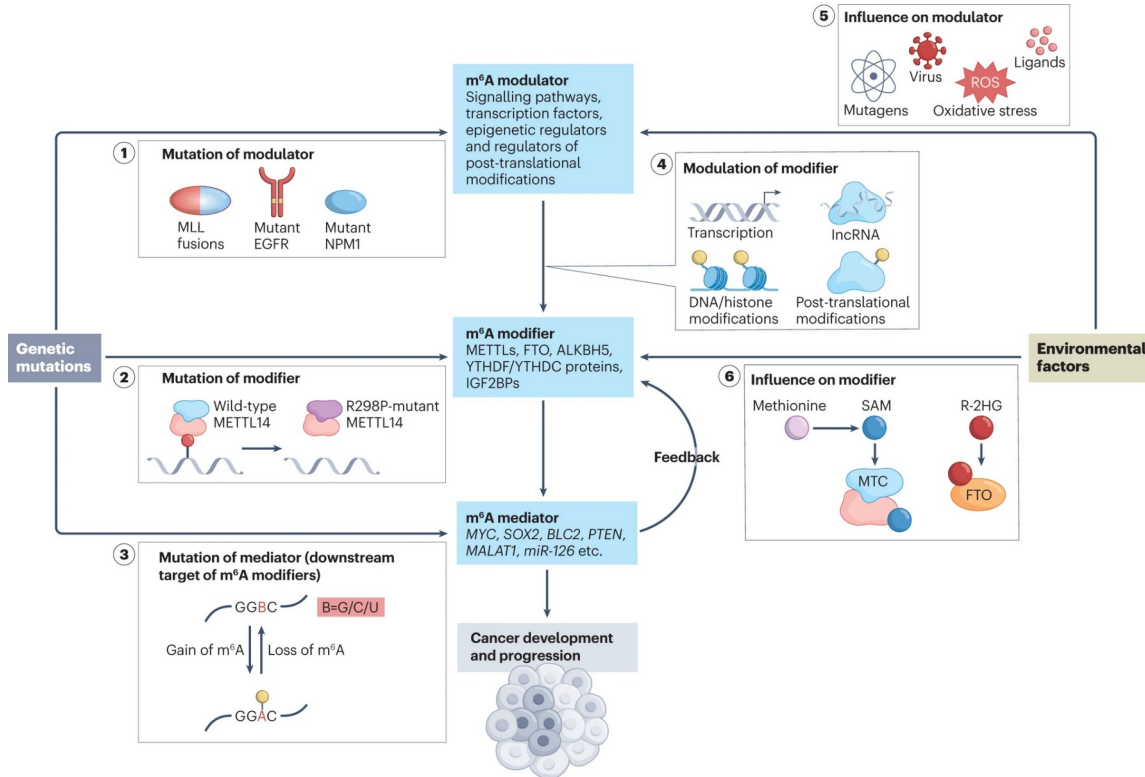 5 Influence on modulator
Virus
Ligands
ROS
Mutagens
Oxidative stress
m⁶A modulator
Signalling pathways,
transcription factors,
epigenetic regulators
and regulators of
post-translational
modifications
1 Mutation of modulator
MLL
fusions
Mutant
EGFR
Mutant
NPM1
4 Modulation of modifier
Transcription
lncRNA
DNA/histone
modifications
Post-translational
modifications
Genetic
mutations
m⁶A modifier
METTLs, FTO, ALKBH5,
YTHDF/YTHDC proteins,
IGF2BPs
Environmental
factors
2 Mutation of modifier
Wild-type
METTL14
R298P-mutant
METTL14
6 Influence on modifier
Methionine
SAM
R-2HG
MTC
FTO
Feedback
m⁶A mediator
MYC, SOX2, BLC2, PTEN,
MALAT1, miR-126 etc.
3 Mutation of mediator (downstream
target of m⁶A modifiers)
GGBC
B=G/C/U
Gain of m⁶A
Loss of m⁶A
GGAC
Cancer development
and progression